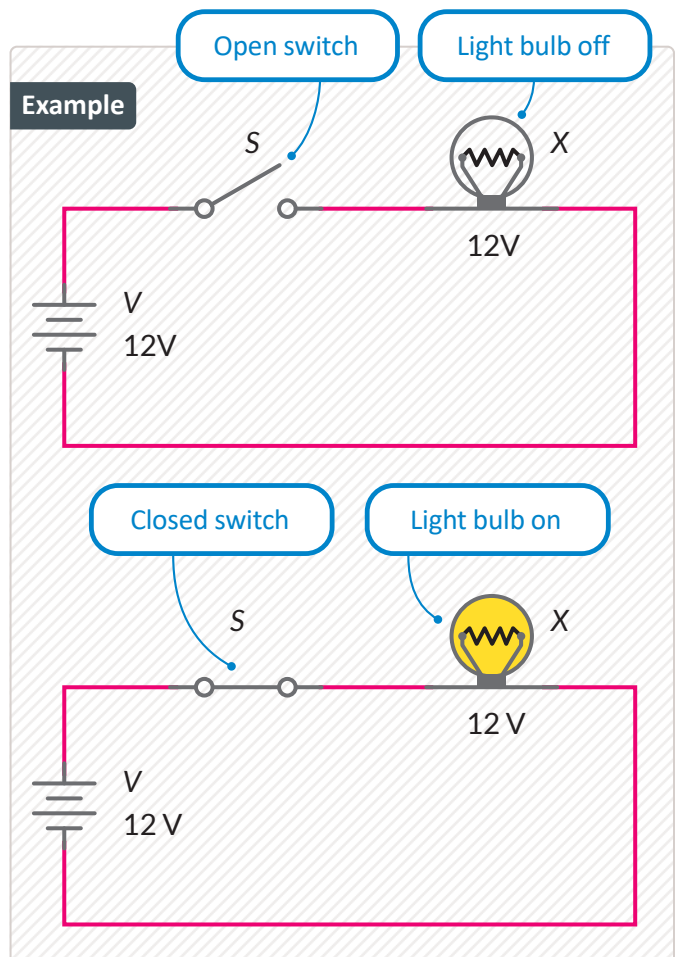 Open switch
Light bulb off
Example
S
X
12V
V
12V
Closed switch
Light bulb on
S
X
12 V
V
12 V